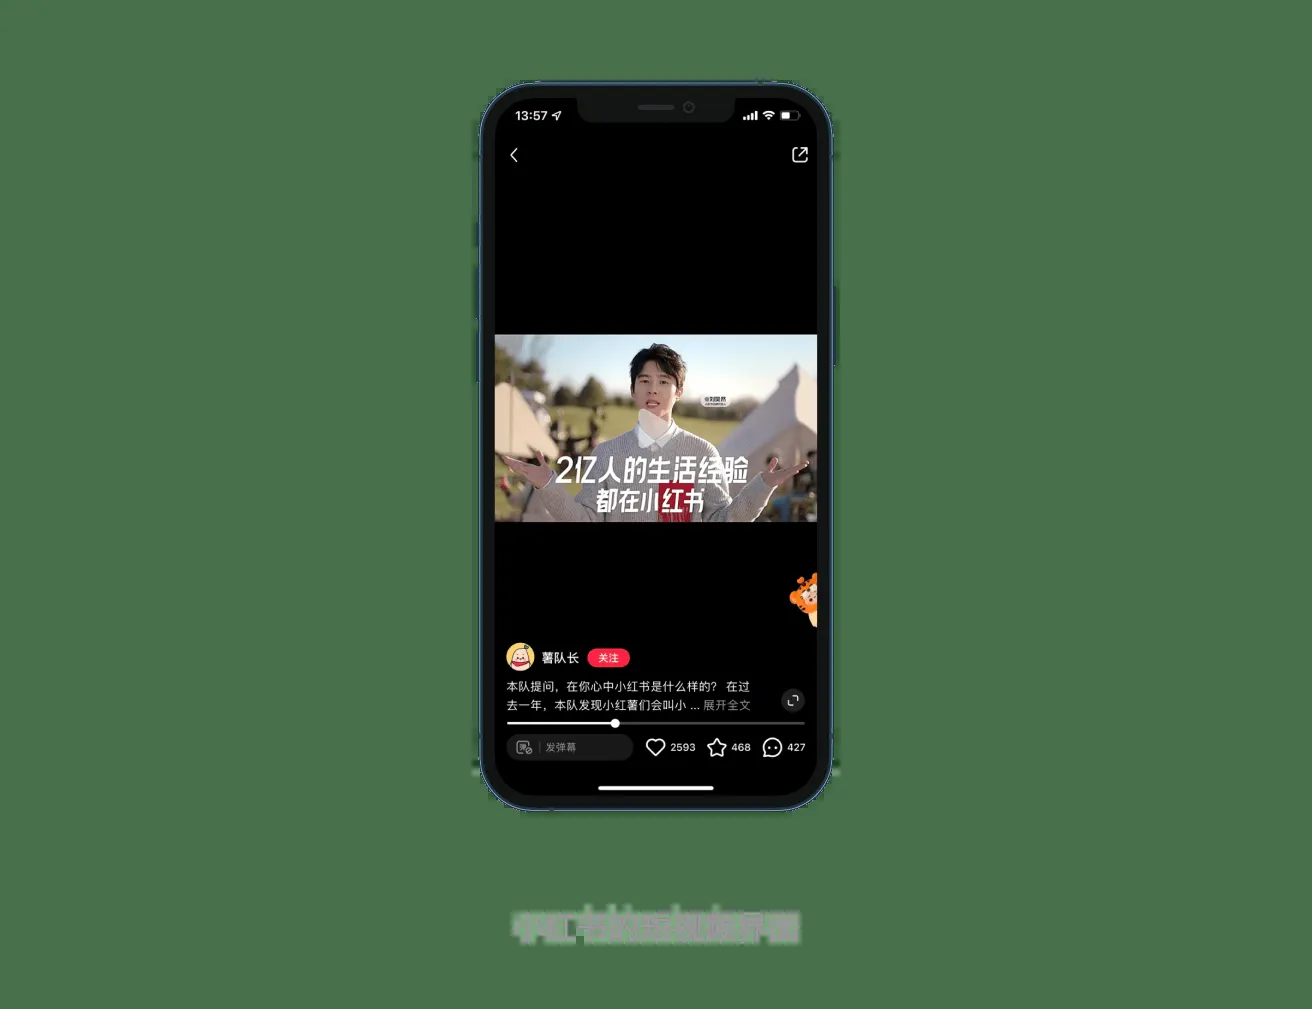 13:57
2亿人的生活经验
都在小红书
薯队长 关注
本队提问，在你心中小红书是什么样的？ 在过
去一年，本队发现小红薯们会叫小 ... 展开全文
弹 发弹幕 2593 468 427